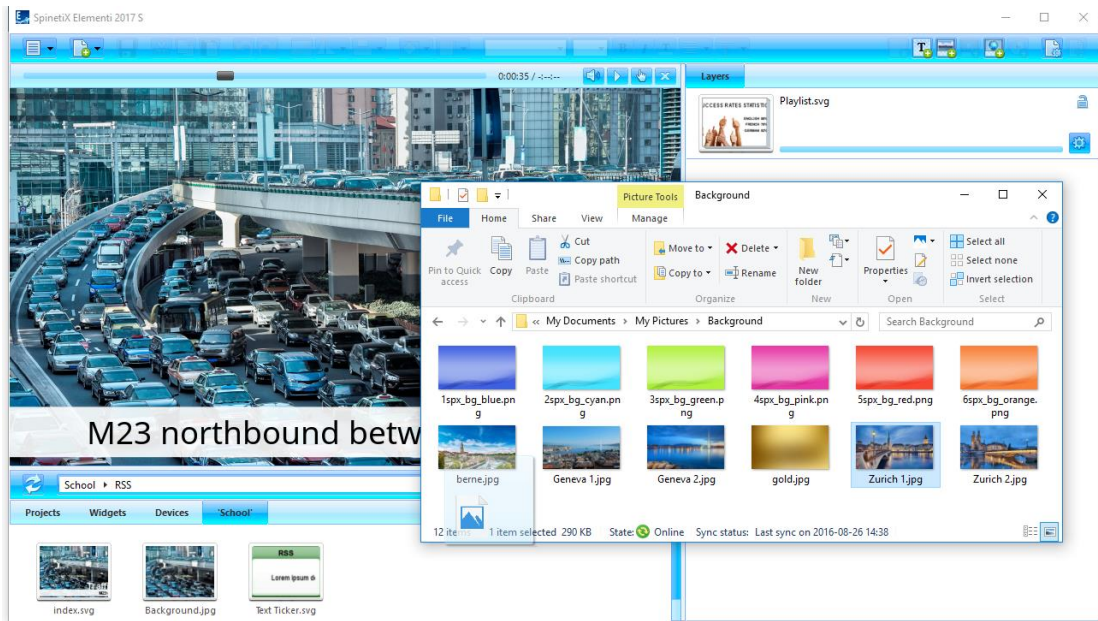 SpinetiX Elementi 2017 S
0:00:35 / -:--:--
Layers
Playlist.svg
M23 northbound betw
School ▸ RSS
Projects Widgets Devices 'School'
index.svg Background.jpg Text Ticker.svg
RSS
Lorem ipsum d
Picture Tools Background
File Home Share View Manage
Pin to Quick access
Copy
Paste
Cut
Copy path
Paste shortcut
Clipboard
Move to
Copy to
Delete
Rename
Organize
New folder
New
Properties
Open
Select all
Select none
Invert selection
Select
« My Documents > My Pictures > Background
Search Background
1spx_bg_blue.png
2spx_bg_cyan.png
3spx_bg_green.png
4spx_bg_pink.png
5spx_bg_red.png
6spx_bg_orange.png
berne.jpg Geneva 1.jpg Geneva 2.jpg gold.jpg Zurich 1.jpg Zurich 2.jpg
12 items 1 item selected 290 KB State: Online Sync status: Last sync on 2016-08-26 14:38